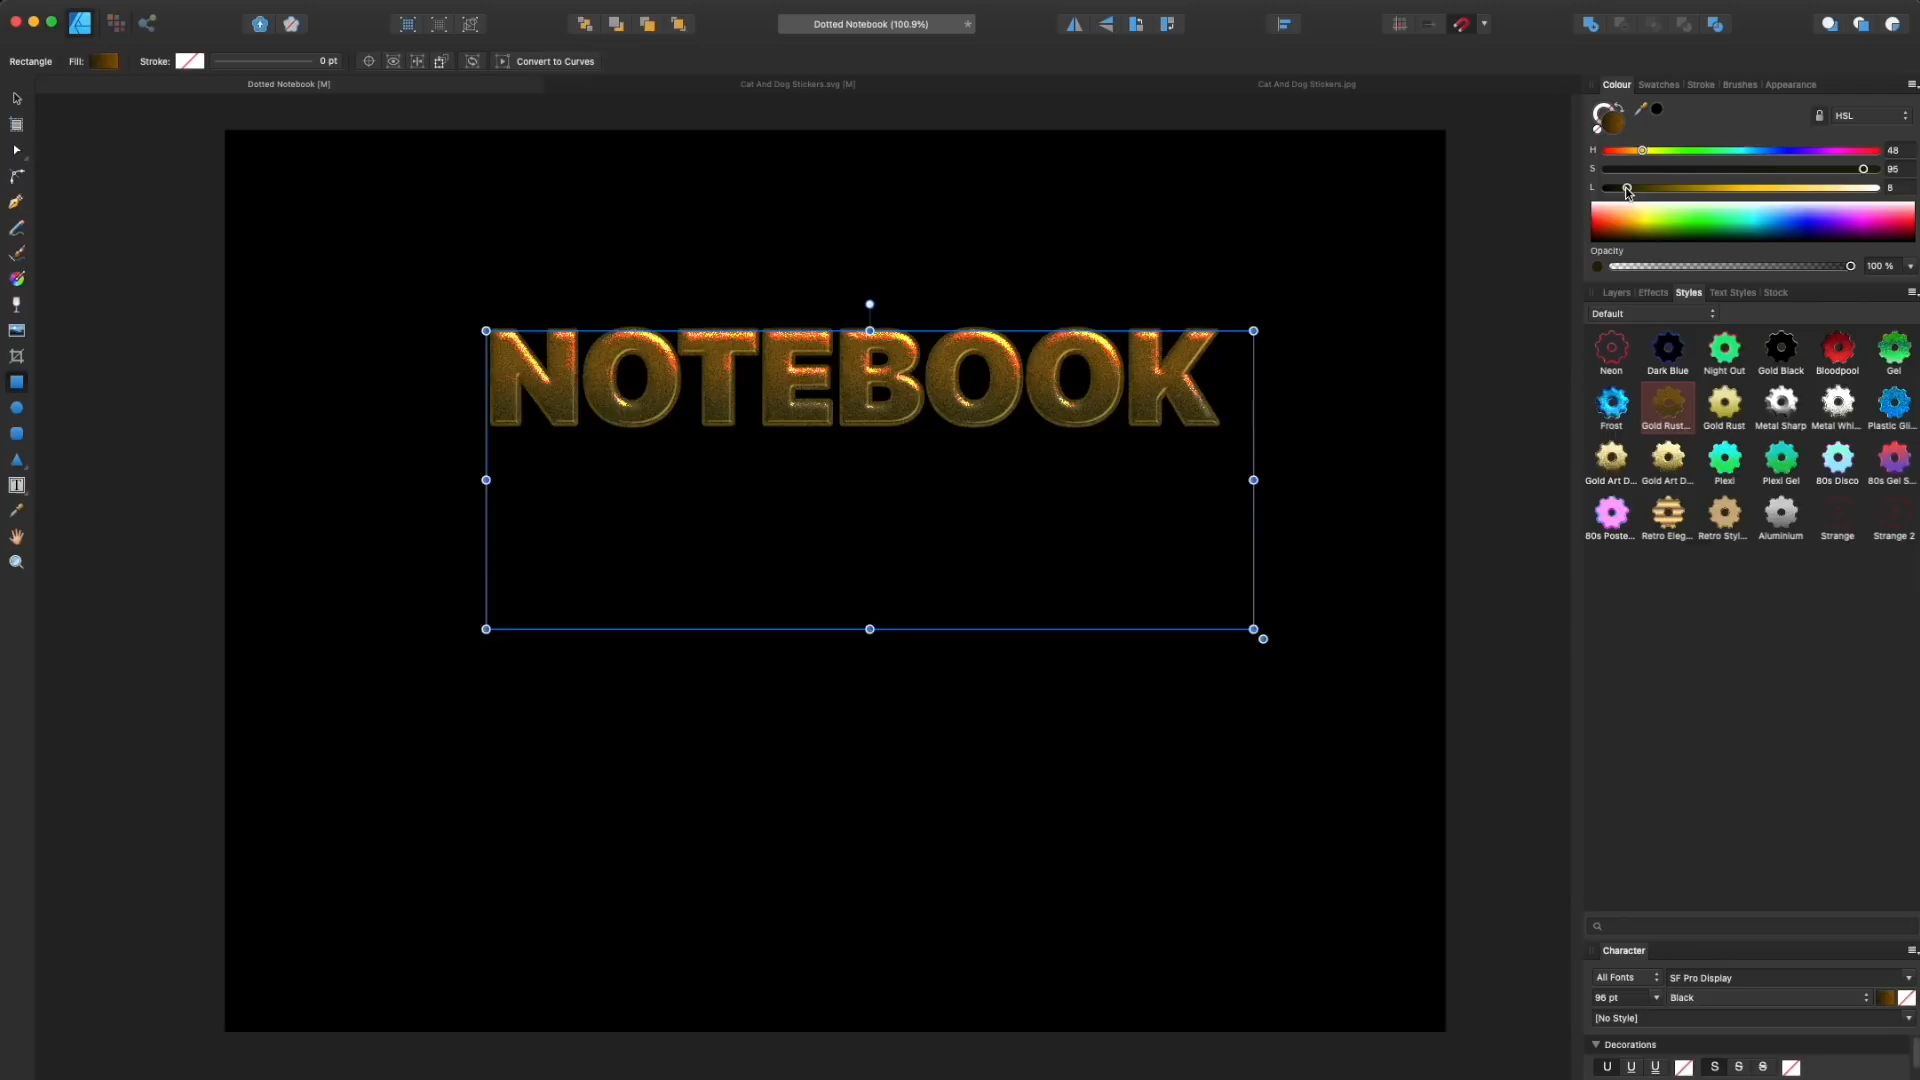 Dotted Notebook (100.9%)
Rectangle Fill: Stroke: 0 pt Convert to Curves
Dotted Notebook [M] Cat And Dog Stickers.svg [M] Cat And Dog Stickers.jpg
Colour Swatches Stroke Brushes Appearance
HSL
H 48
S 95
L 8
Opacity
100 %
Layers Effects Styles Text Styles Stock
Default
Neon Dark Blue Night Out Gold Black Bloodpool Gel
Frost Gold Rust... Gold Rust Metal Sharp Metal Whi... Plastic Gli...
Gold Art D... Gold Art D... Plexi Plexi Gel 80s Disco 80s Gel S...
80s Poste... Retro Eleg... Retro Styl... Aluminium Strange Strange 2
NOTEBOOK
Character
All Fonts SF Pro Display
96 pt Black
[No Style]
Decorations
U U U S S S
T